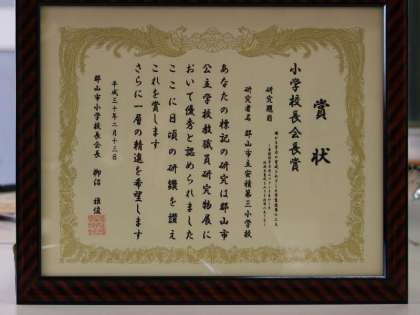 賞状
小学校長会長賞
研究題目
研究者名 郡山市立安積第三小学校
あなたの標記の研究は郡山市
公立学校教職員研究物展に
おいて優秀と認められました
ここに日頃の研鑽を讃え
これを賞します
さらに一層の精進を希望します
平成三十年二月十三日
郡山市小学校長会長 柳沼